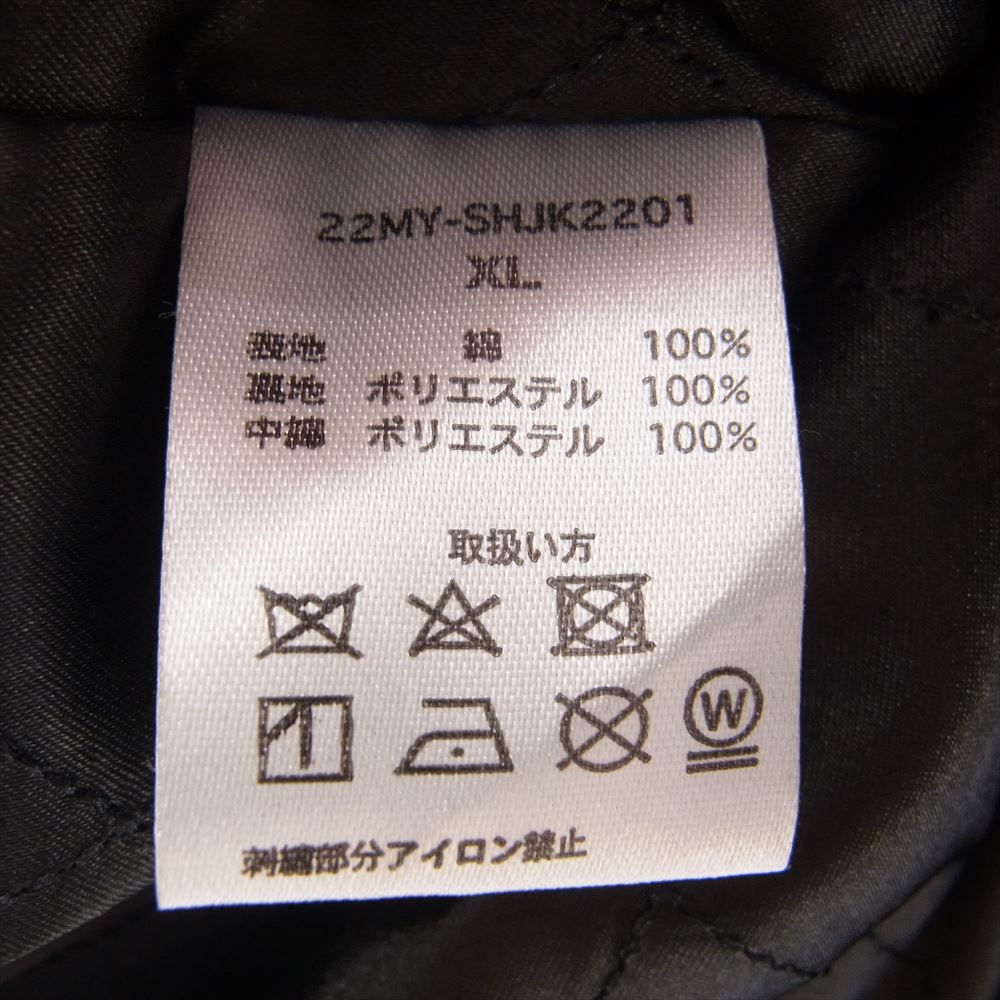 22MY-SHJK2201
XL
表地 綿 100%
裏地 ポリエステル 100%
中綿 ポリエステル 100%
取扱い方
W
刺繍部分アイロン禁止